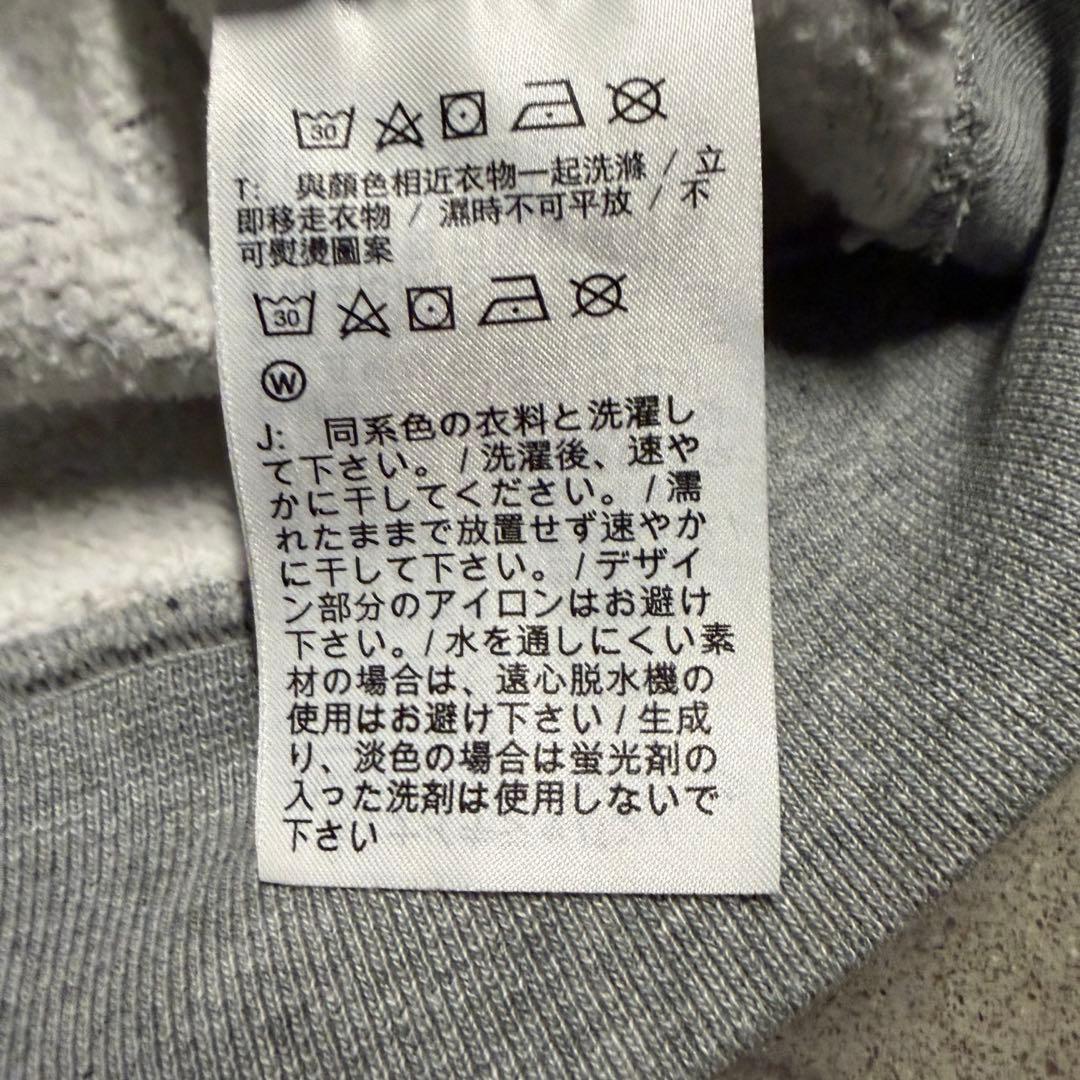 30
T: 與顏色相近衣物一起洗滌 / 立
即移走衣物 / 濕時不可平放 / 不
可熨燙圖案
30
W
J: 同系色の衣料と洗濯し
て下さい。/洗濯後、速や
かに干してください。/濡
れたままで放置せず速やか
に干して下さい。/デザイ
ン部分のアイロンはお避け
下さい。/水を通しにくい素
材の場合は、遠心脱水機の
使用はお避け下さい/生成
り、淡色の場合は蛍光剤の
入った洗剤は使用しないで
下さい